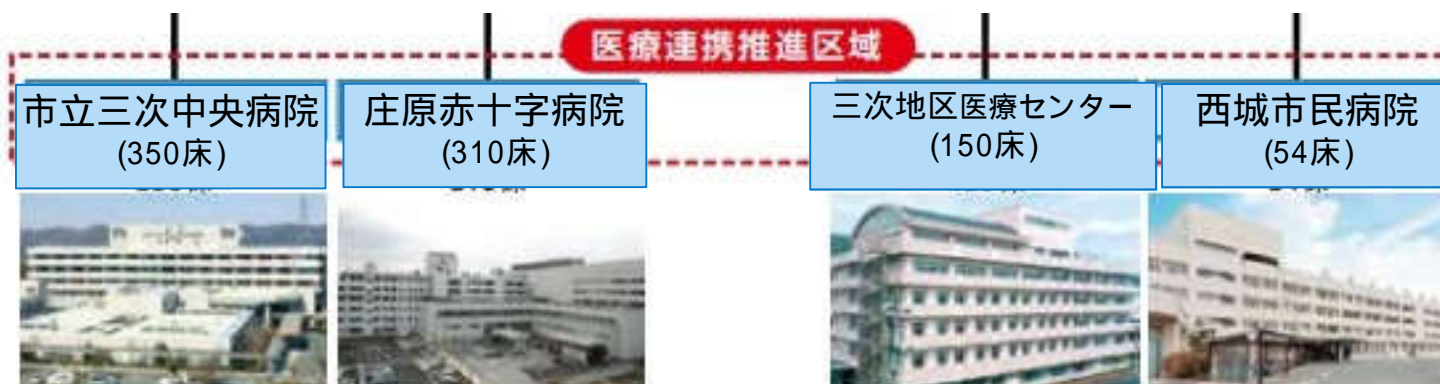 医療連携推進区域
市立三次中央病院
(350床)
庄原赤十字病院
(310床)
三次地区医療センター
(150床)
西城市民病院
(54床)